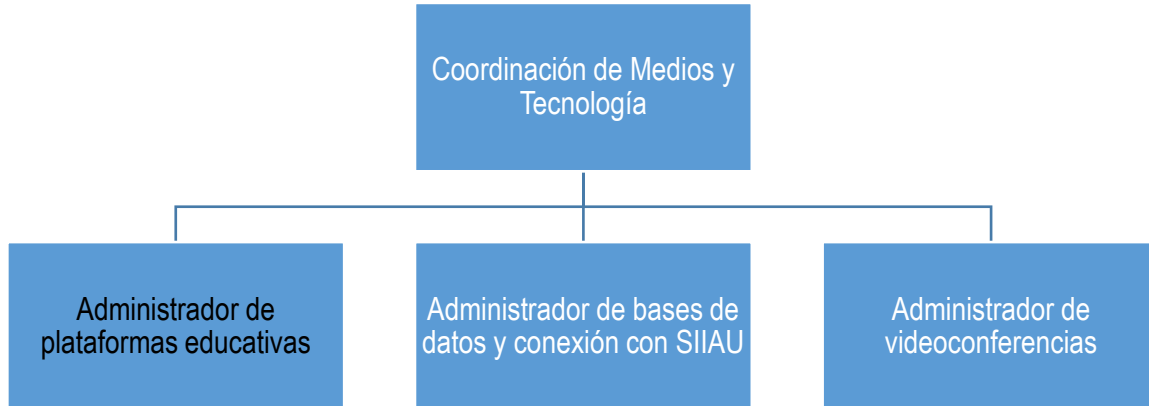 Coordinación de Medios y
Tecnología
Administrador de
plataformas educativas
Administrador de bases de
datos y conexión con SIIAU
Administrador de
videoconferencias